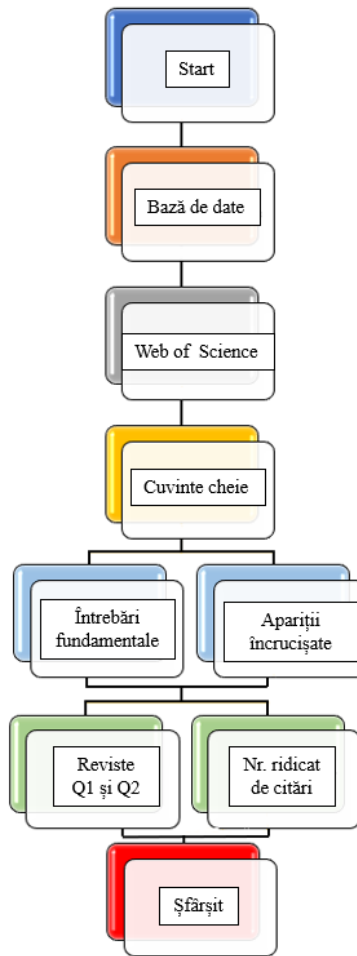 Start
Bază de date
Web of Science
Cuvinte cheie
Întrebări
fundamentale
Apariții
încrucișate
Reviste
Q1 și Q2
Nr. ridicat
de citări
Șfârșit